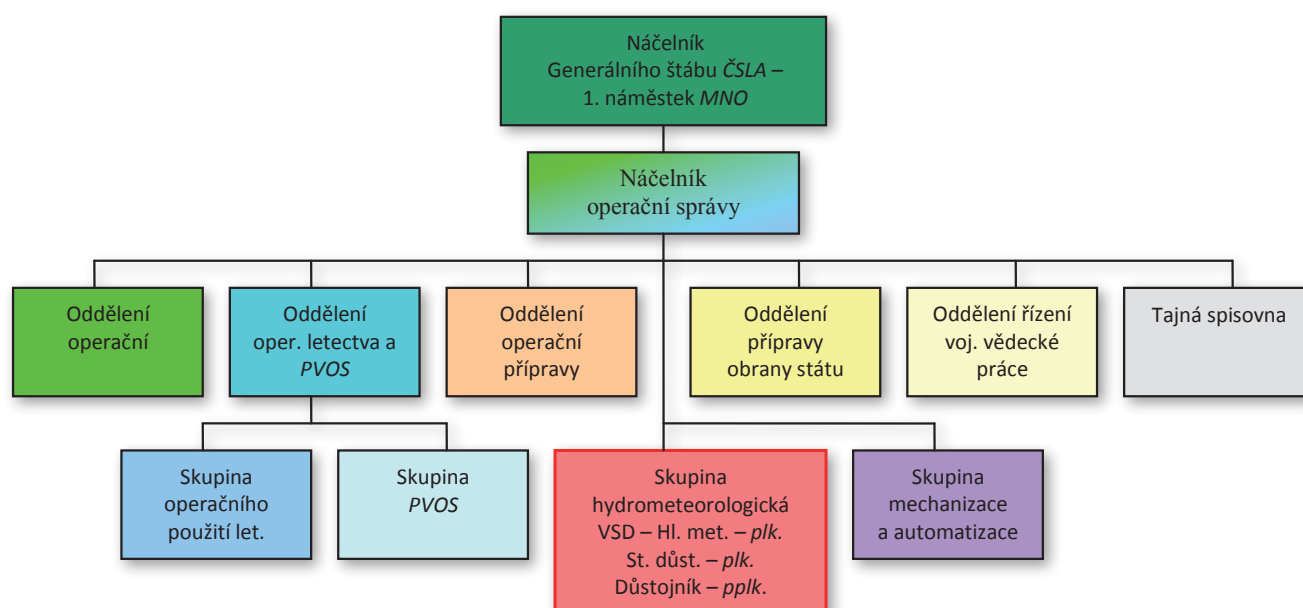 Náčelník
Generálního štábu ČSLA –
1. náměstek MNO
Náčelník
operační správy
Oddělení
operační
Oddělení
oper. letectva a
PVOS
Oddělení
operační
přípravy
Oddělení
přípravy
obrany státu
Oddělení řízení
voj. vědecké
práce
Tajná spisovna
Skupina
operačního
použití let.
Skupina
PVOS
Skupina
hydrometeorologická
VSD – Hl. met. – plk.
St. důst. – plk.
Důstojník – pplk.
Skupina
mechanizace
a automatizace